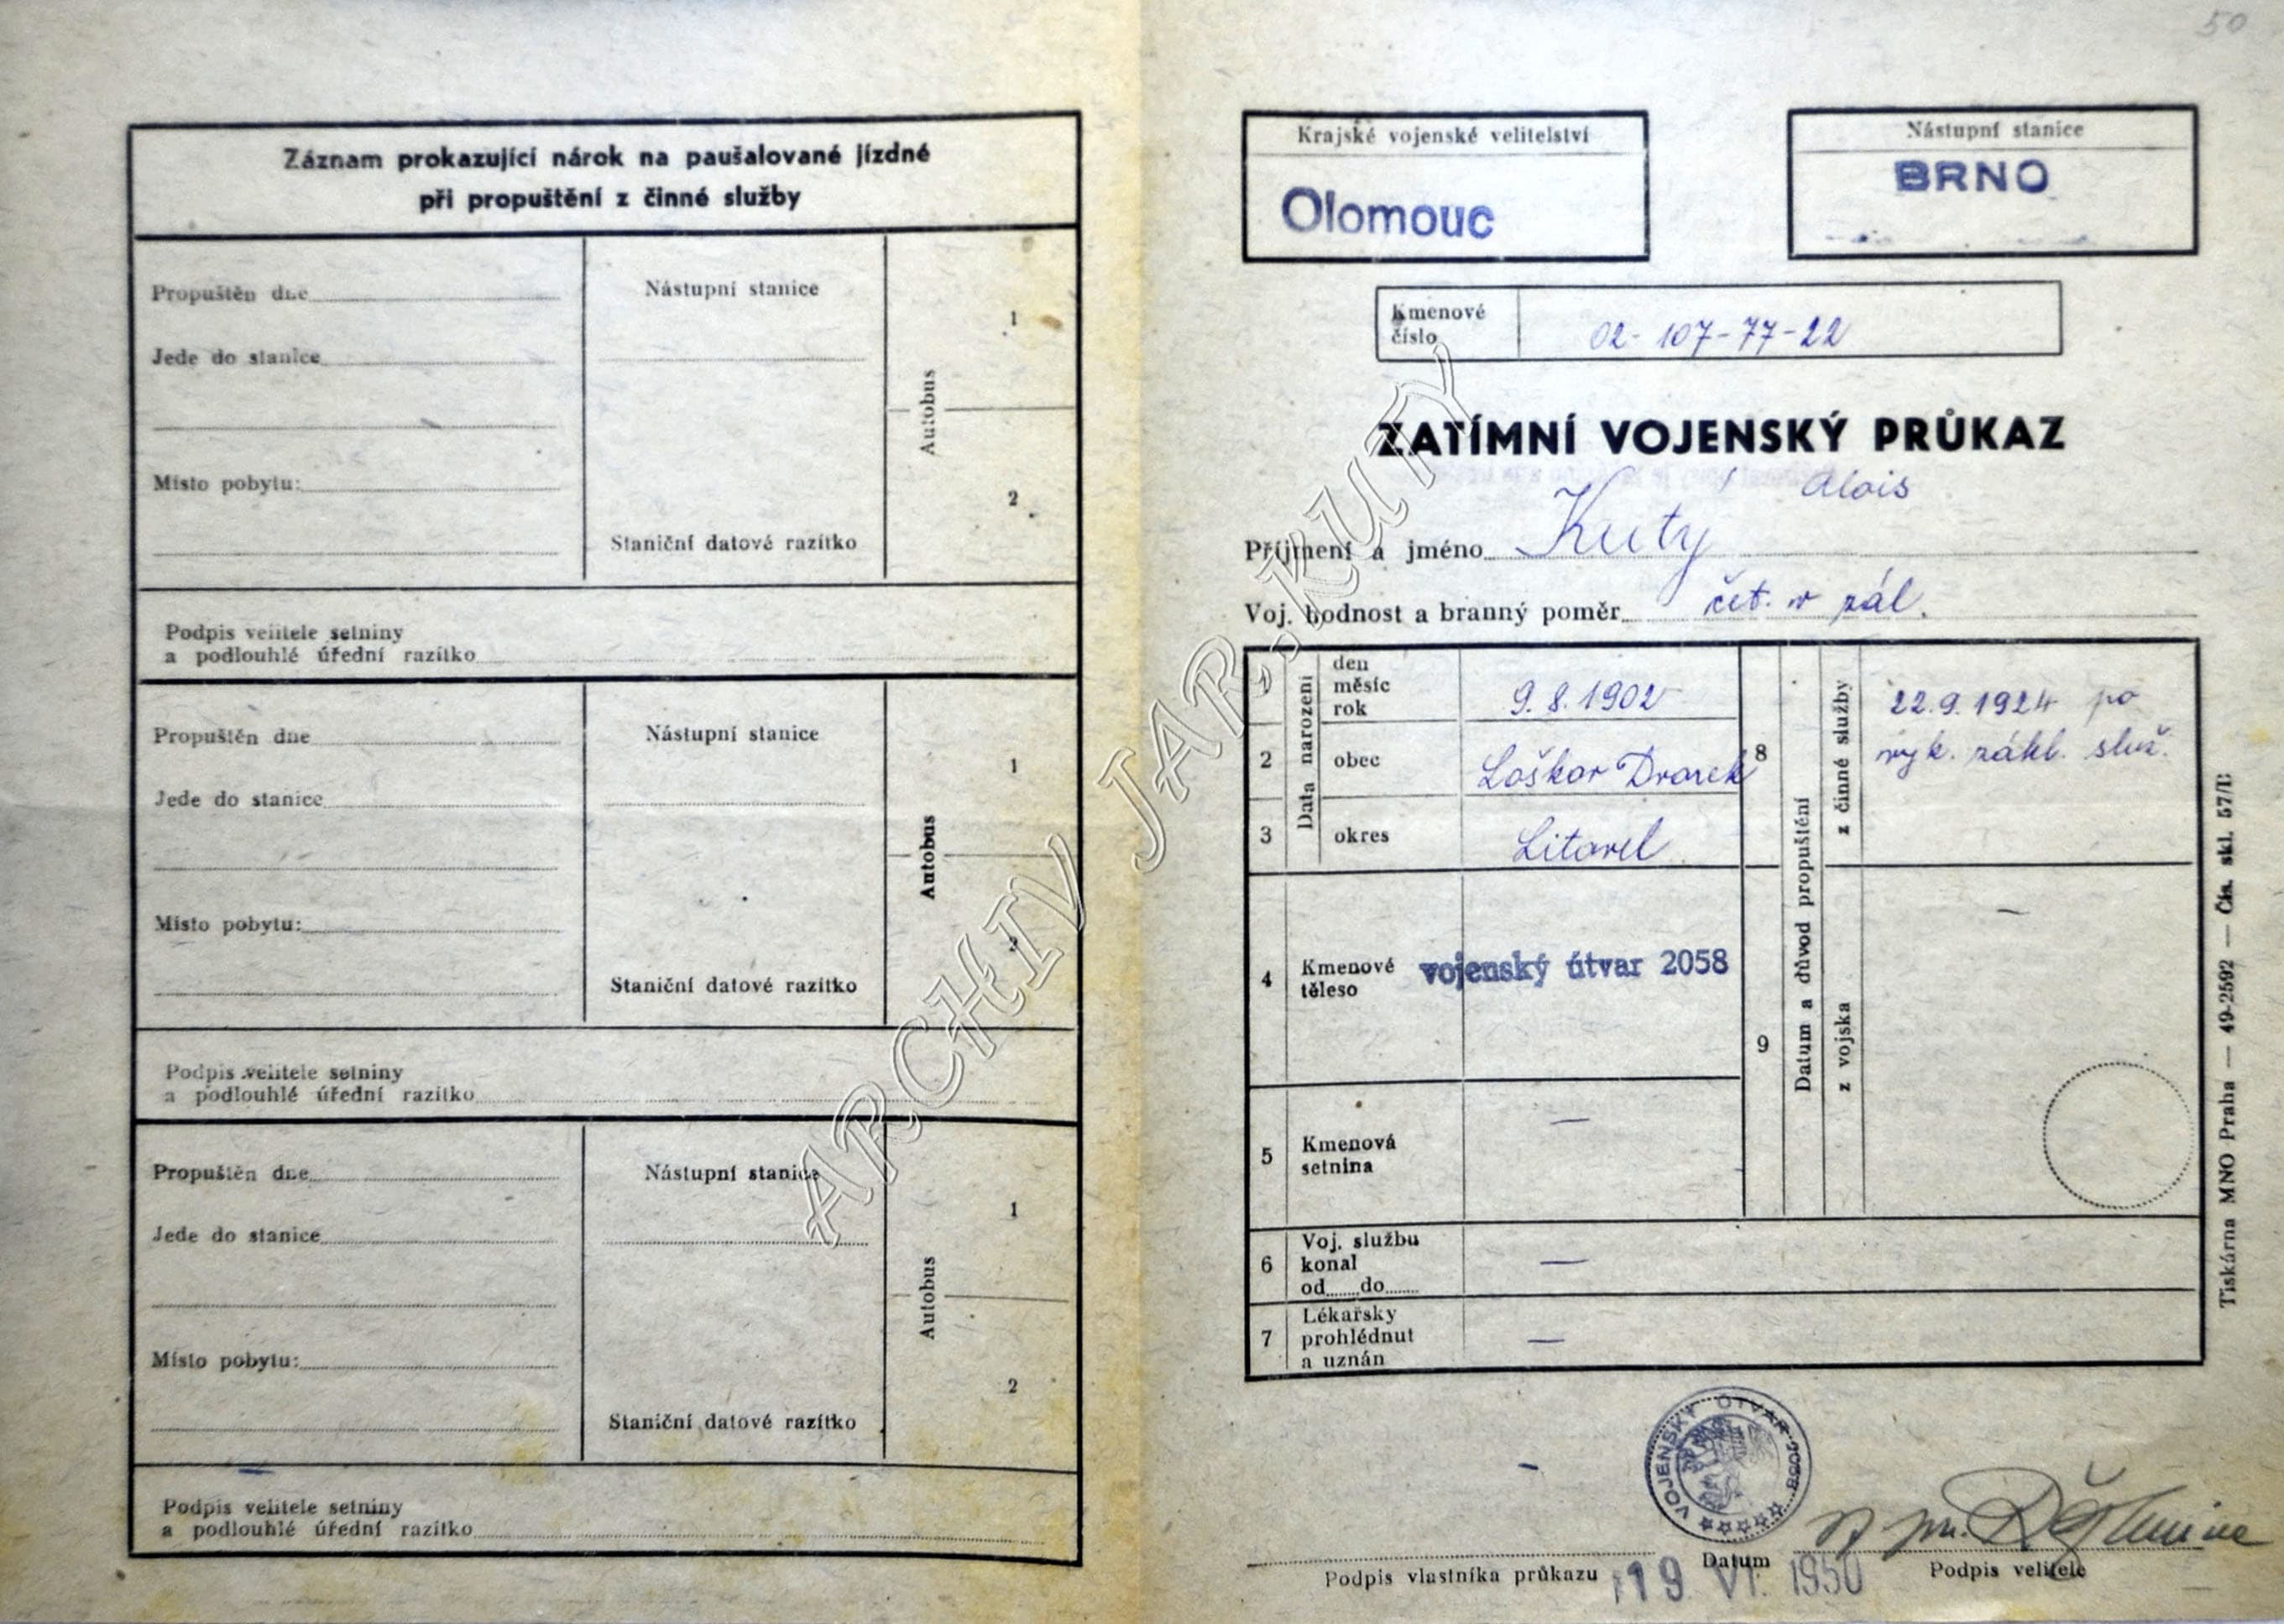 50
Záznam prokazující nárok na paušalované jízdné
při propuštění z činné služby
Propuštěn dne
Nástupní stanice
1
Jede do stanice
Autobus
Místo pobytu:
2
Staniční datové razítko
Podpis velitele setniny
a podlouhlé úřední razítko
Propuštěn dne
Nástupní stanice
1
Jede do stanice
Autobus
Místo pobytu:
2
Staniční datové razítko
Podpis velitele setniny
a podlouhlé úřední razítko
Propuštěn dne
Nástupní stanice
1
Jede do stanice
Autobus
Místo pobytu:
2
Staniční datové razítko
Podpis velitele setniny
a podlouhlé úřední razítko
Krajské vojenské velitelství
Olomouc
Nástupní stanice
BRNO
Kmenové
číslo
02-107-77-22
ZATÍMNÍ VOJENSKÝ PRŮKAZ
Příjmení a jméno Kutý Alois
Voj. hodnost a branný poměr čet. v zál.
Data narození
1 den měsíc rok 9.8.1902
2 obec Loškov Dvorek
3 okres Litovel
4 Kmenové těleso vojenský útvar 2058
5 Kmenová setnina —
6 Voj. službu konal od......do...... —
7 Lékařsky prohlédnut a uznán —
Datum a důvod propuštění
8 z činné služby 22.9.1924 po
vyk. zákl. služ.
9 z vojska —
Tiskárna MNO Praha — 49-2592 — Čís. skl. 57/B
VOJENSKÝ ÚTVAR 2058
Podpis vlastníka průkazu
Datum
19. VI. 1950
Podpis velitele
ARCHIV JAR.KUTÝ